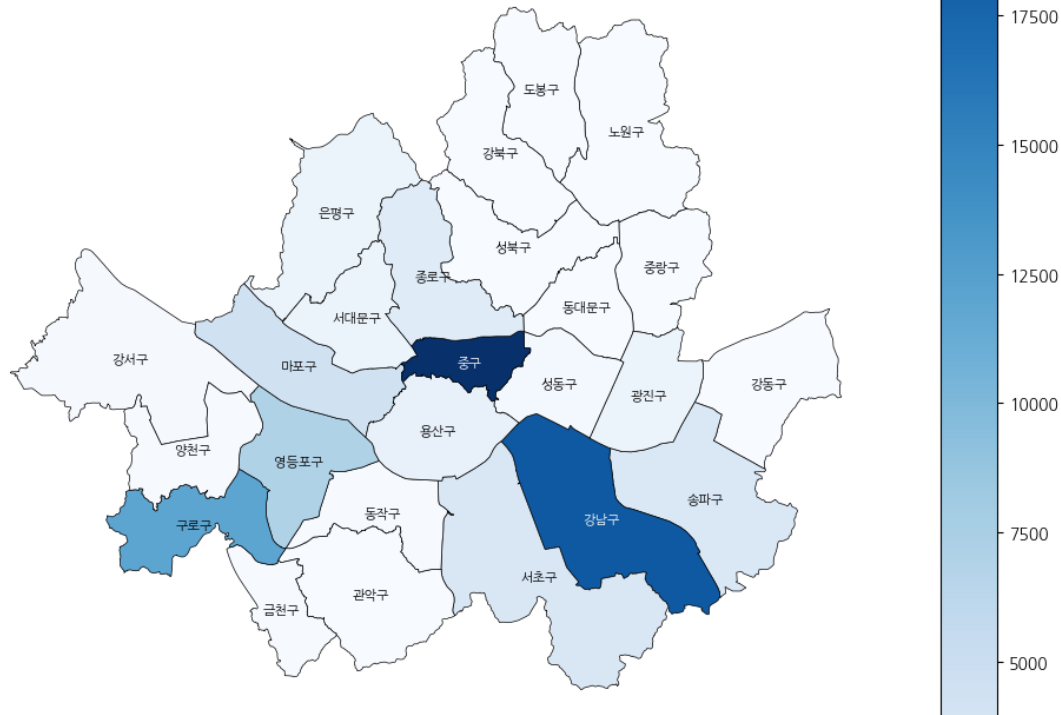 도봉구
노원구
강북구
은평구
성북구
중랑구
종로구
동대문구
서대문구
강서구
마포구
중구
성동구
강동구
광진구
용산구
양천구
영등포구
송파구
동작구
강남구
구로구
서초구
관악구
금천구
17500
15000
12500
10000
7500
5000